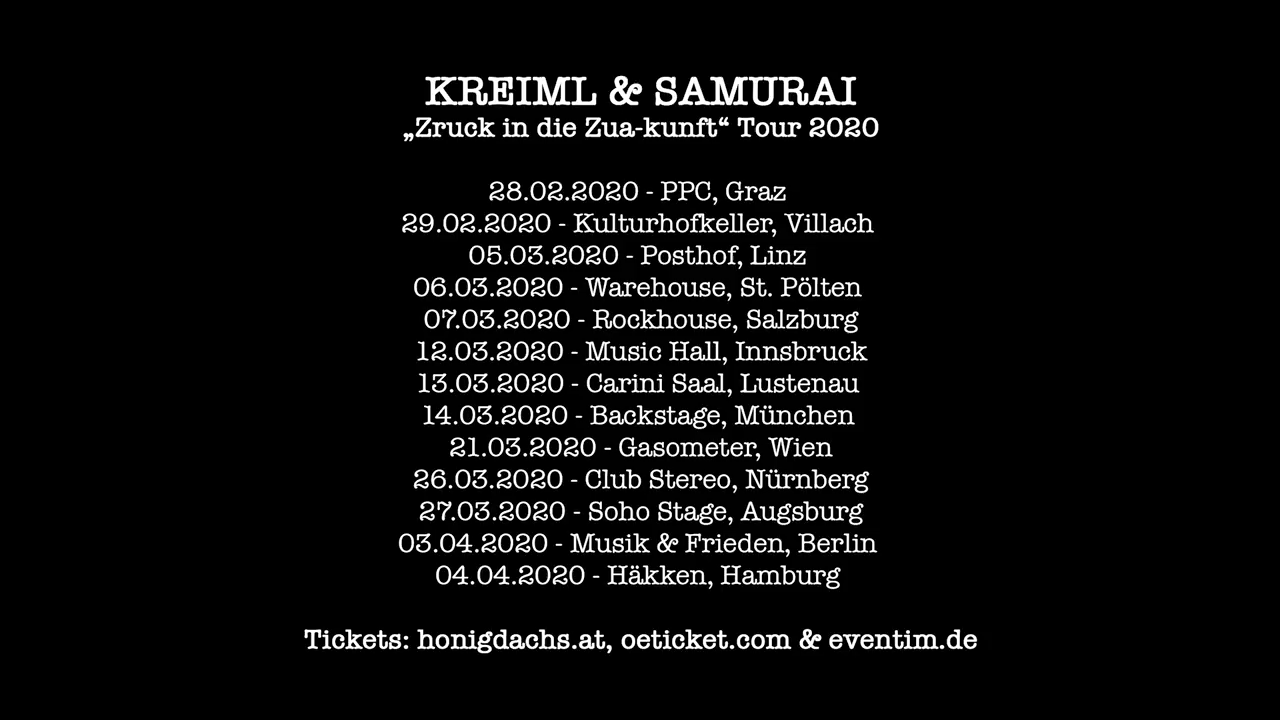 KREIML & SAMURAI
„Zruck in die Zua-kunft“ Tour 2020
28.02.2020 - PPC, Graz
29.02.2020 - Kulturhofkeller, Villach
05.03.2020 - Posthof, Linz
06.03.2020 - Warehouse, St. Pölten
07.03.2020 - Rockhouse, Salzburg
12.03.2020 - Music Hall, Innsbruck
13.03.2020 - Carini Saal, Lustenau
14.03.2020 - Backstage, München
21.03.2020 - Gasometer, Wien
26.03.2020 - Club Stereo, Nürnberg
27.03.2020 - Soho Stage, Augsburg
03.04.2020 - Musik & Frieden, Berlin
04.04.2020 - Häkken, Hamburg
Tickets: honigdachs.at, oeticket.com & eventim.de